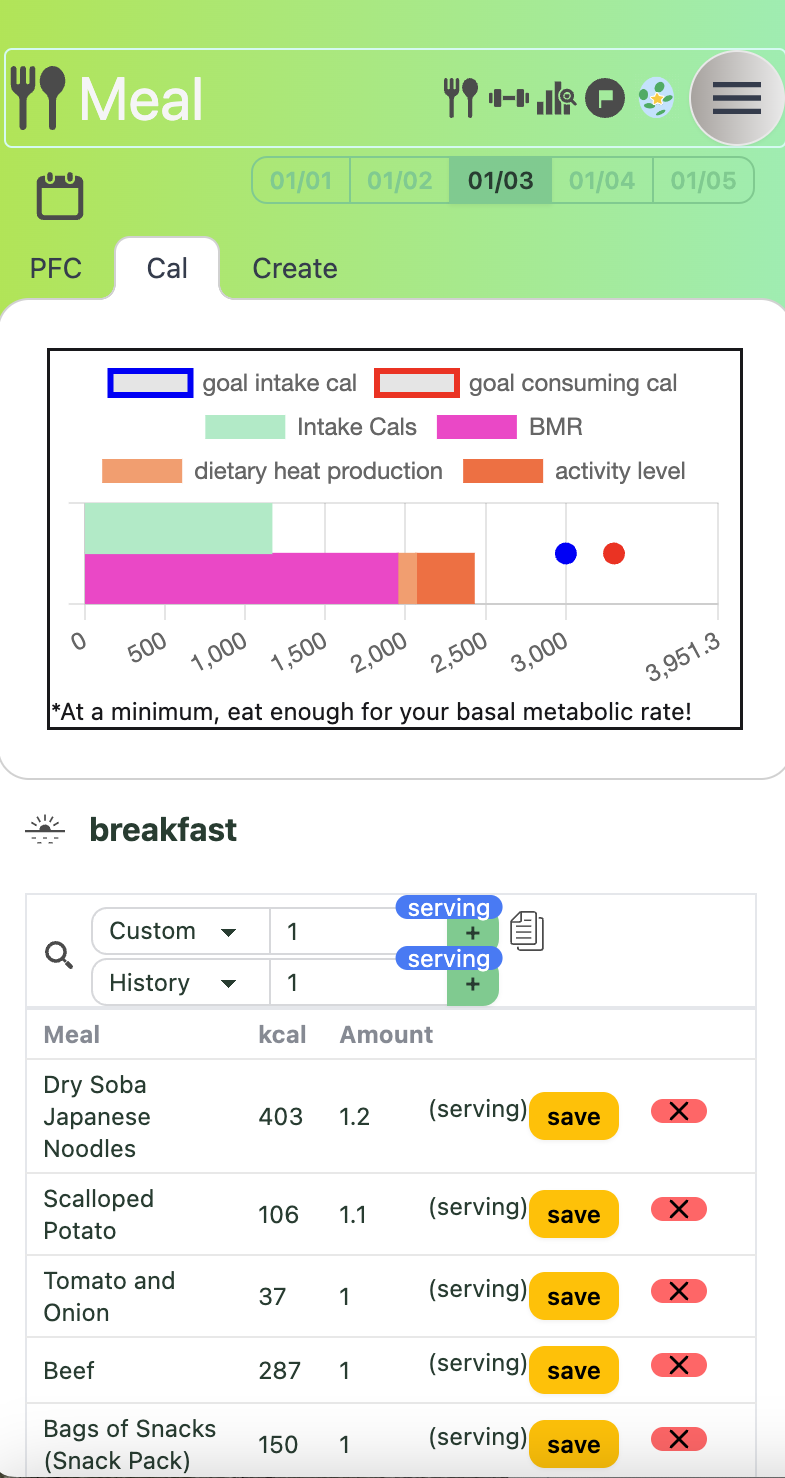 Meal
01/01 01/02 01/03 01/04 01/05
PFC Cal Create
goal intake cal goal consuming cal
Intake Cals BMR
dietary heat production activity level
0 500 1,000 1,500 2,000 2,500 3,000 3,951.3
*At a minimum, eat enough for your basal metabolic rate!
breakfast
serving
Custom 1 +
serving
History 1 +
Meal kcal Amount
Dry Soba
Japanese
Noodles
403 1.2 (serving) save
Scalloped
Potato
106 1.1 (serving) save
Tomato and
Onion
37 1 (serving) save
Beef 287 1 (serving) save
Bags of Snacks
(Snack Pack)
150 1 (serving) save